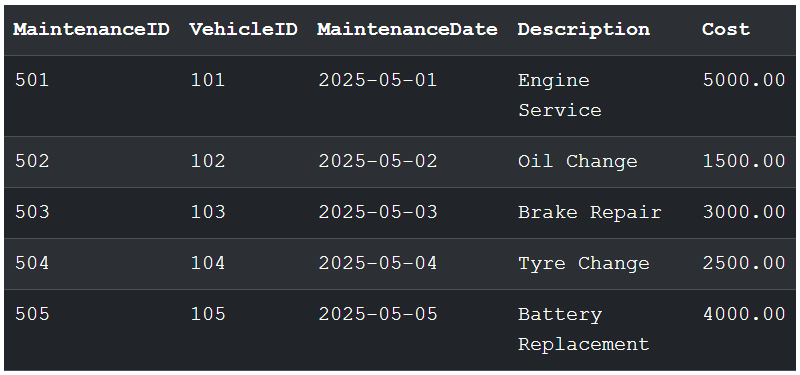 MaintenanceID VehicleID MaintenanceDate Description Cost
501 101 2025-05-01 Engine Service 5000.00
502 102 2025-05-02 Oil Change 1500.00
503 103 2025-05-03 Brake Repair 3000.00
504 104 2025-05-04 Tyre Change 2500.00
505 105 2025-05-05 Battery Replacement 4000.00